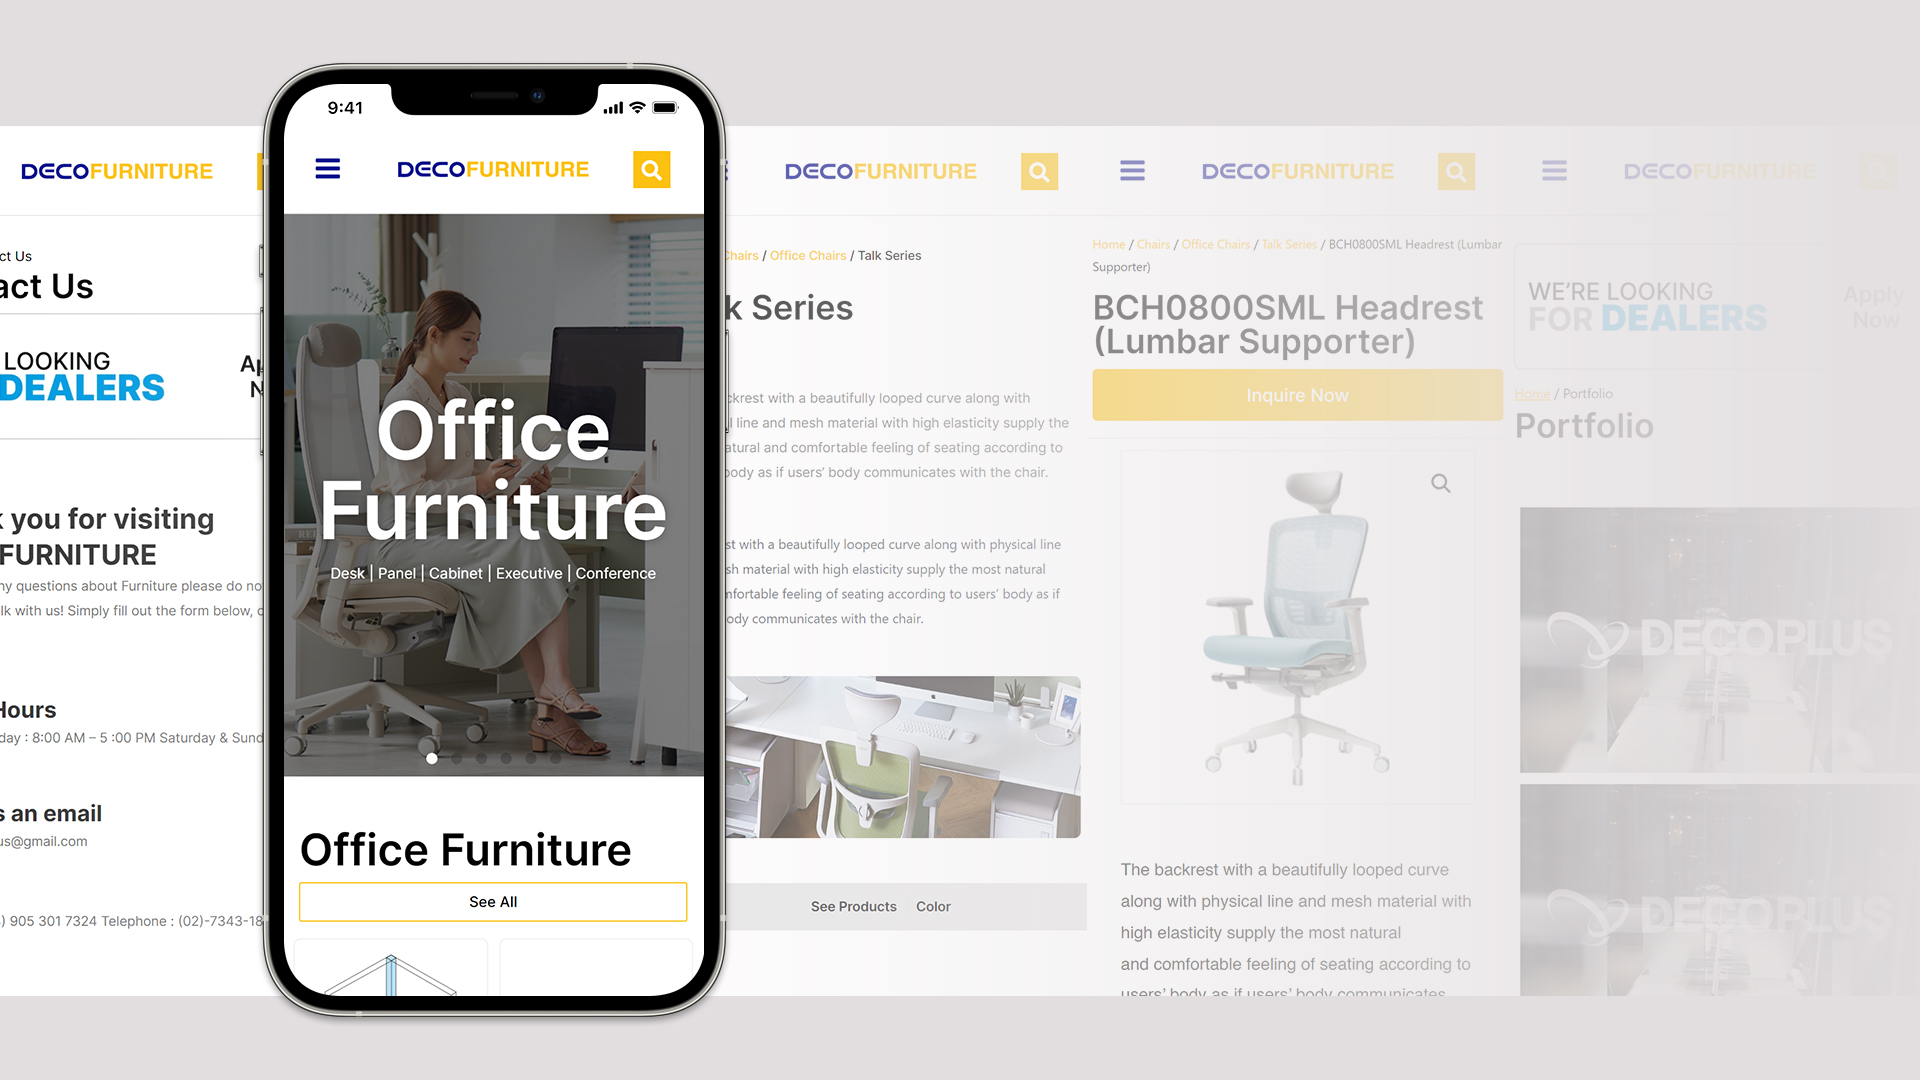 DECOFURNITURE
ct Us
act Us
LOOKING
DEALERS
you for visiting
FURNITURE
ny questions about Furniture please do no
lk with us! Simply fill out the form below,
Hours
day : 8:00 AM – 5 :00 PM Saturday & Sund
s an email
us@gmail.com
) 905 301 7324 Telephone : (02)-7343-18
9:41
DECOFURNITURE
Office
Furniture
Desk | Panel | Cabinet | Executive | Conference
Office Furniture
See All
DECOFURNITURE
Chairs / Office Chairs / Talk Series
k Series
ckrest with a beautifully looped curve along with
l line and mesh material with high elasticity supply the
atural and comfortable feeling of seating according to
body as if users’ body communicates with the chair.
st with a beautifully looped curve along with physical line
sh material with high elasticity supply the most natural
mfortable feeling of seating according to users’ body as if
ody communicates with the chair.
See Products Color
DECOFURNITURE
Home / Chairs / Office Chairs / Talk Series / BCH0800SML Headrest (Lumbar
Supporter)
BCH0800SML Headrest
(Lumbar Supporter)
Inquire Now
The backrest with a beautifully looped curve
along with physical line and mesh material with
high elasticity supply the most natural
and comfortable feeling of seating according to
users’ body as if users’ body communicates
DECOFURNITURE
WE’RE LOOKING
FOR DEALERS
Apply
Now
Home / Portfolio
Portfolio
DECOPLUS
DECOPLUS